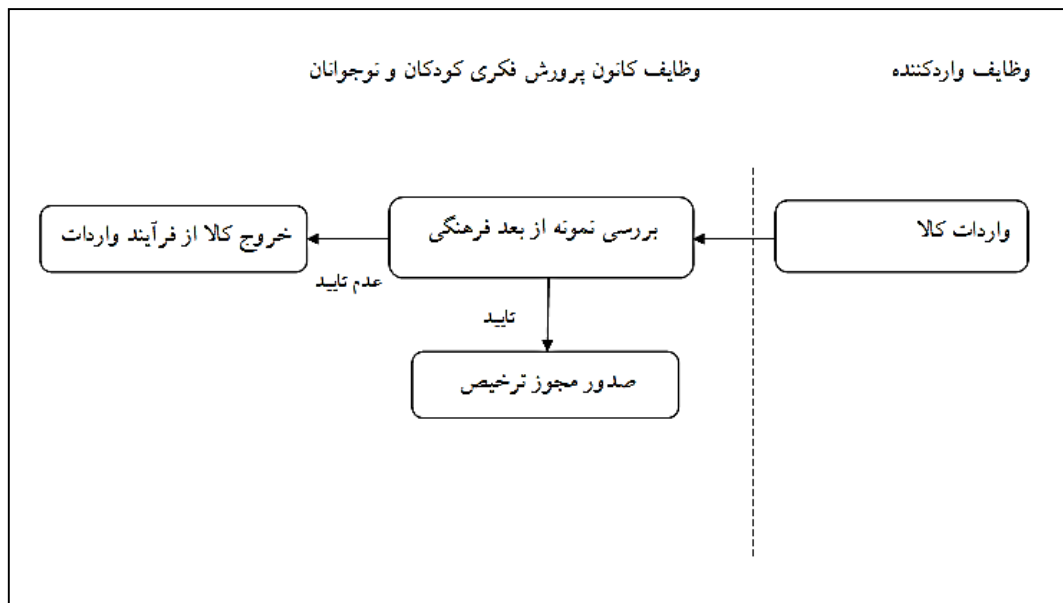 وظایف واردکننده
وظایف کانون پرورش فکری کودکان و نوجوانان
واردات کالا
بررسی نمونه از بعد فرهنگی
خروج کالا از فرآیند واردات
عدم تایید
تایید
صدور مجوز ترخیص